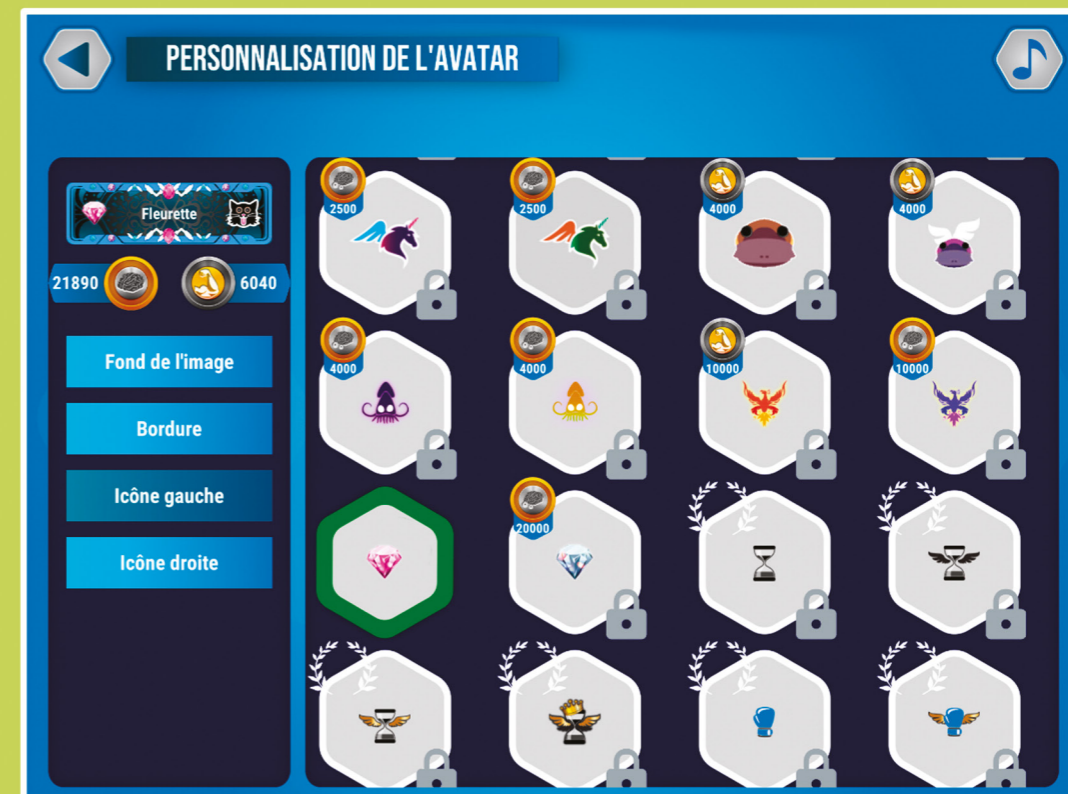 PERSONNALISATION DE L'AVATAR
Fleurette
21890
6040
Fond de l'image
Bordure
Icône gauche
Icône droite
2500
2500
4000
4000
4000
4000
10000
10000
20000